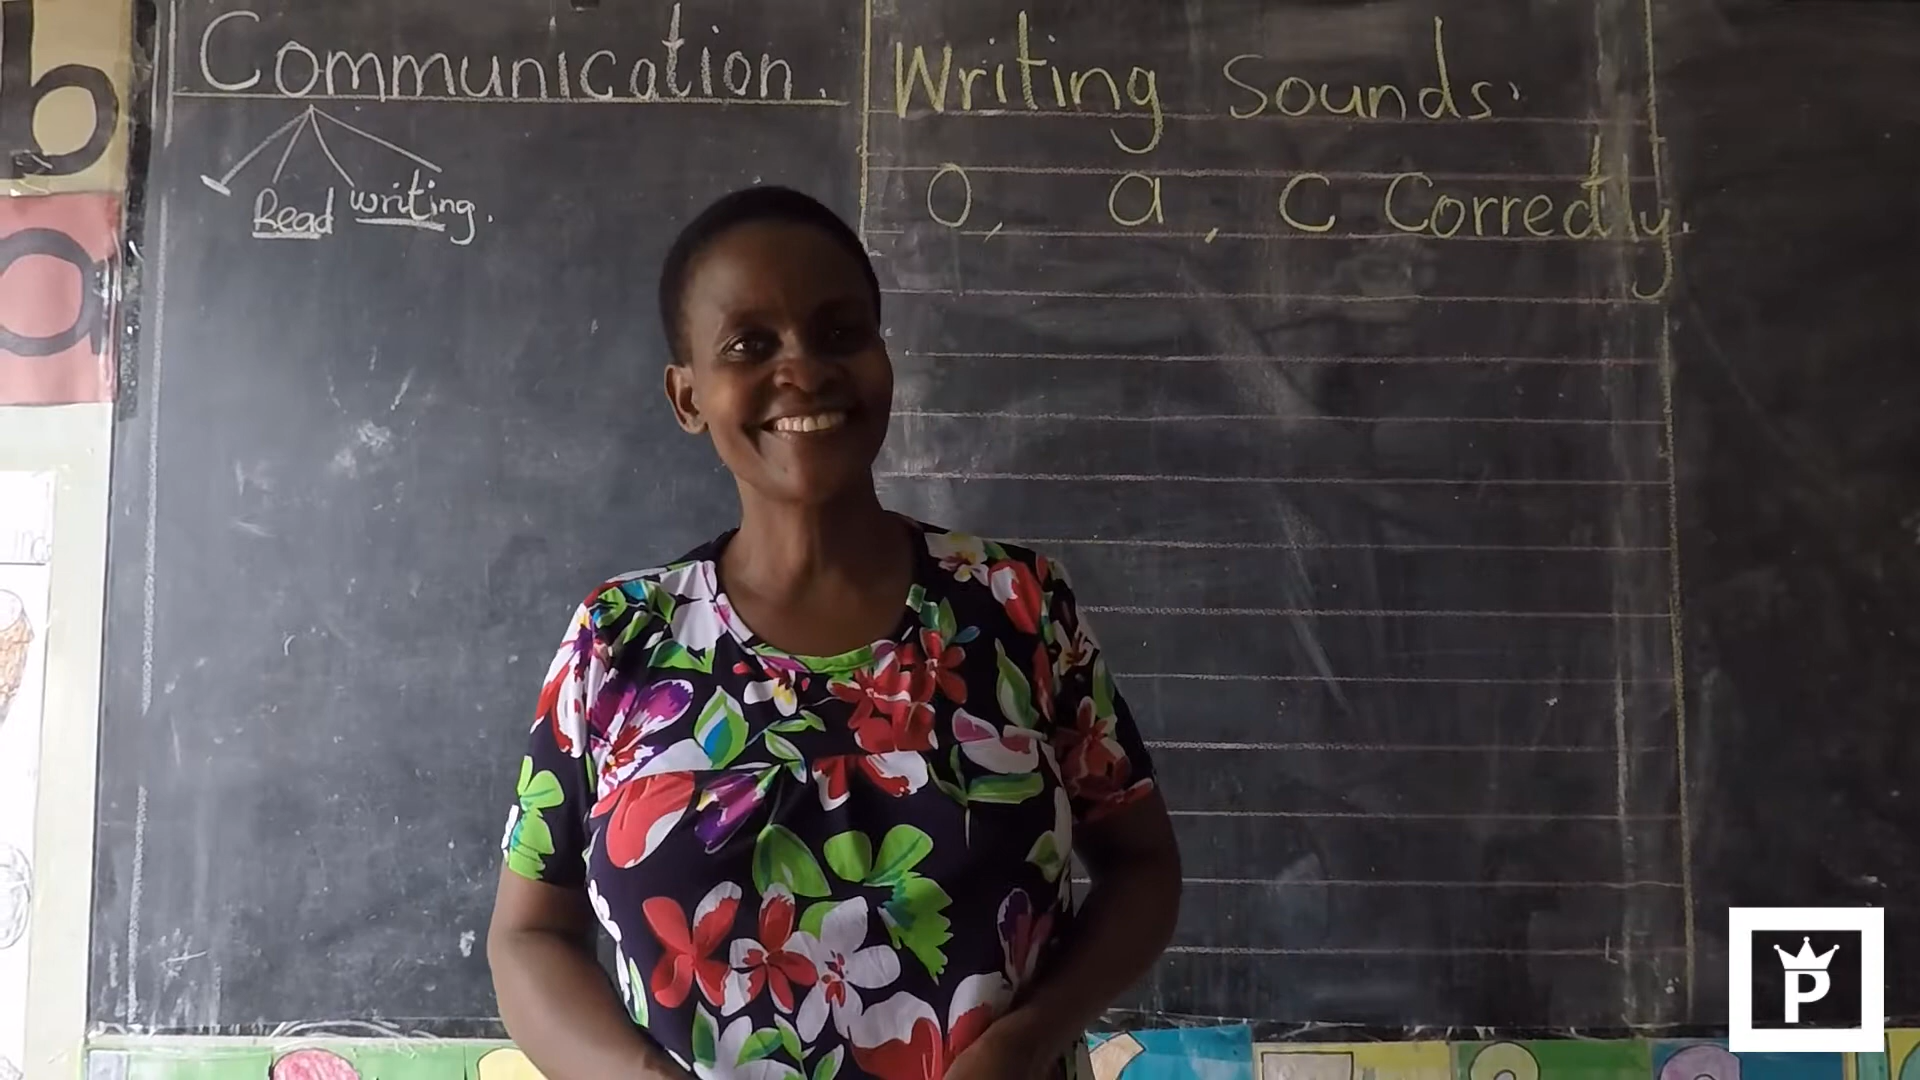 b
a
Communication.
Read writing.
Writing Sounds.
o, a, c Correctly.
P